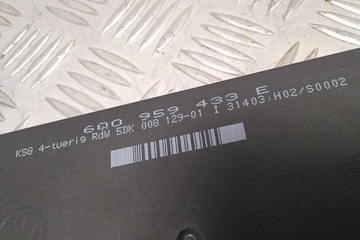 6Q0 959 433 E
KSG 4-tuerig RdW 5DK 008 129-01 I 31403:H02/S0002